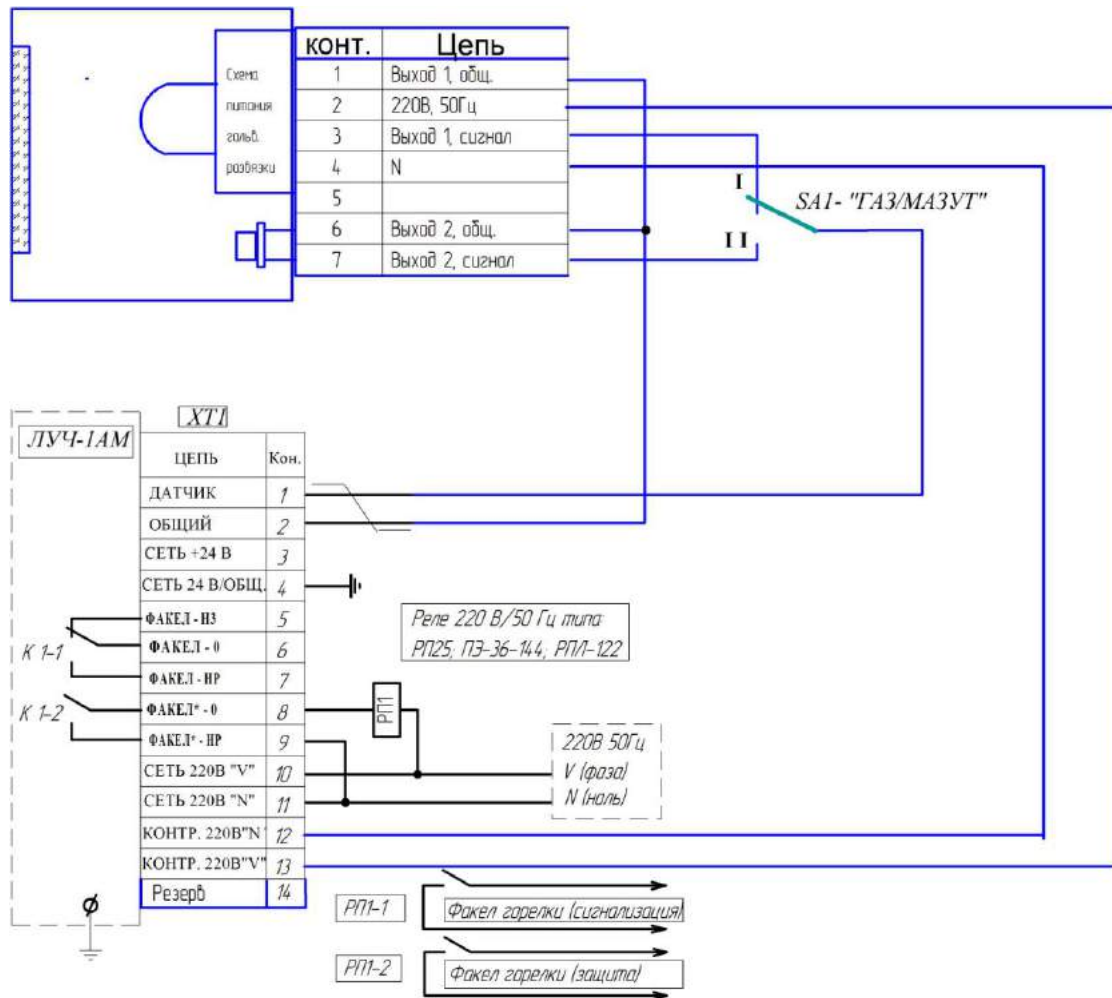 конт. Цепь
Схема
питания
гальв.
развязки
1 Выход 1, общ.
2 220В, 50Гц
3 Выход 1, сигнал
4 N
5
6 Выход 2, общ.
7 Выход 2, сигнал
I
SA1- "ГАЗ/МАЗУТ"
II
ЛУЧ-1АМ
XT1
ЦЕПЬ Кон.
ДАТЧИК 1
ОБЩИЙ 2
СЕТЬ +24 В 3
СЕТЬ 24 В/ОБЩ. 4
ФАКЕЛ - НЗ 5
ФАКЕЛ - 0 6
ФАКЕЛ - НР 7
ФАКЕЛ* - 0 8
ФАКЕЛ* - НР 9
СЕТЬ 220В "V" 10
СЕТЬ 220В "N" 11
КОНТР. 220В"N" 12
КОНТР. 220В"V" 13
Резерв 14
К 1-1
К 1-2
Реле 220 В/50 Гц типа
РП25; ПЭ-36-144; РПЛ-122
РП1
220В 50Гц
V (фаза)
N (ноль)
РП1-1
Факел горелки (сигнализация)
РП1-2
Факел горелки (защита)